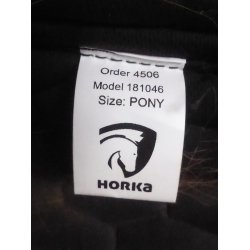 Order 4506
Model 181046
Size: PONY
HORKA